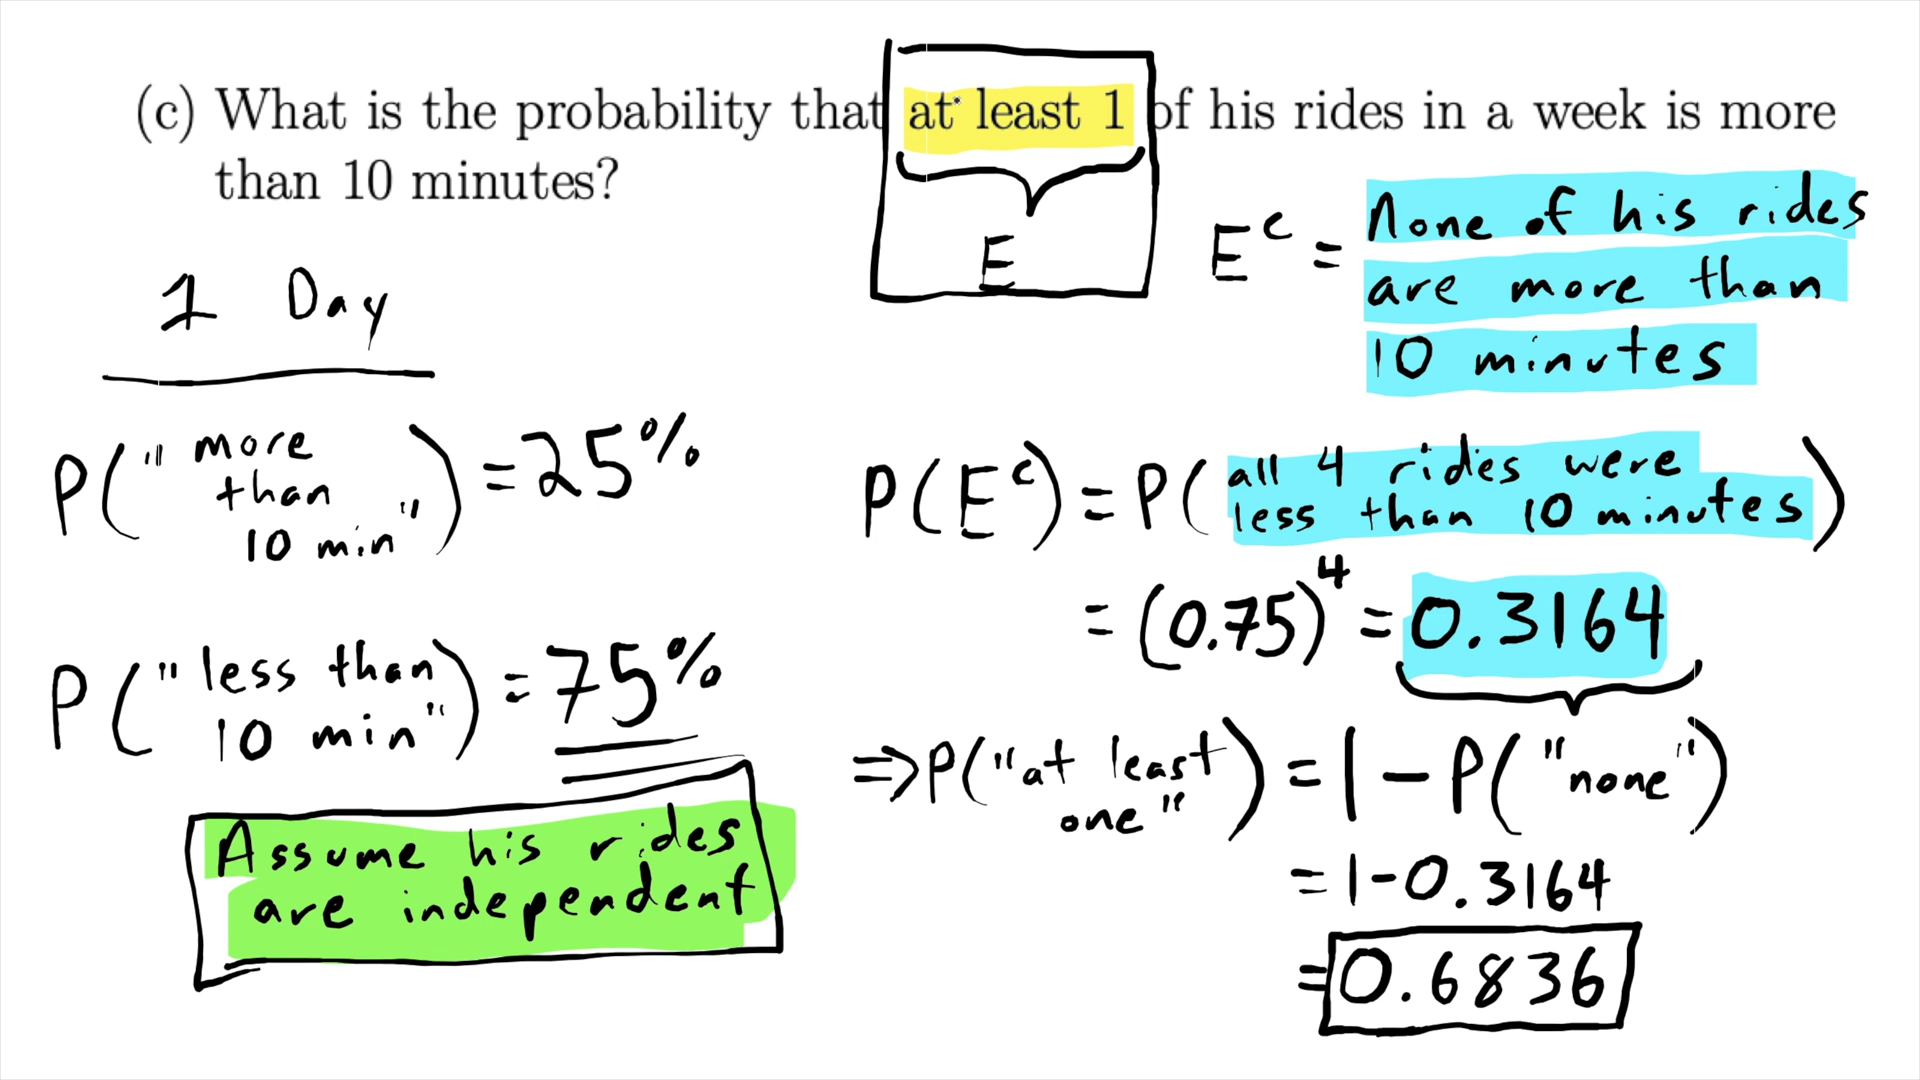 (c) What is the probability that at least 1 of his rides in a week is more
than 10 minutes?
E
E^c = None of his rides
are more than
10 minutes
1 Day
P("more than 10 min") = 25%
P("less than 10 min") = 75%
Assume his rides
are independent
P(E^c) = P(all 4 rides were
less than 10 minutes)
= (0.75)^4 = 0.3164
⇒ P("at least one") = 1 - P("none")
= 1 - 0.3164
= 0.6836